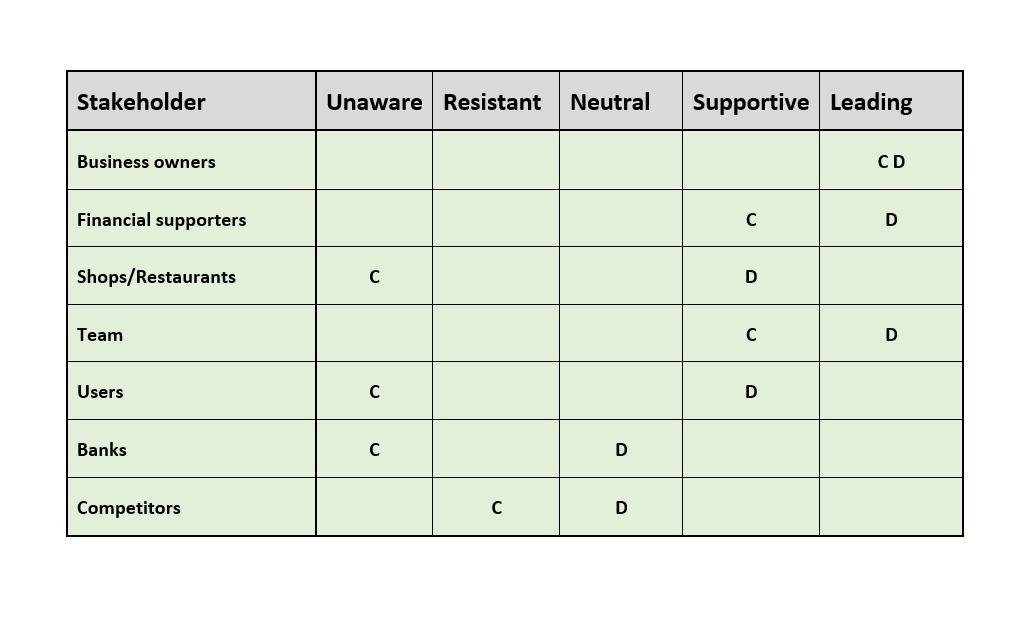 Stakeholder Unaware Resistant Neutral Supportive Leading
Business owners C D
Financial supporters C D
Shops/Restaurants C D
Team C D
Users C D
Banks C D
Competitors C D